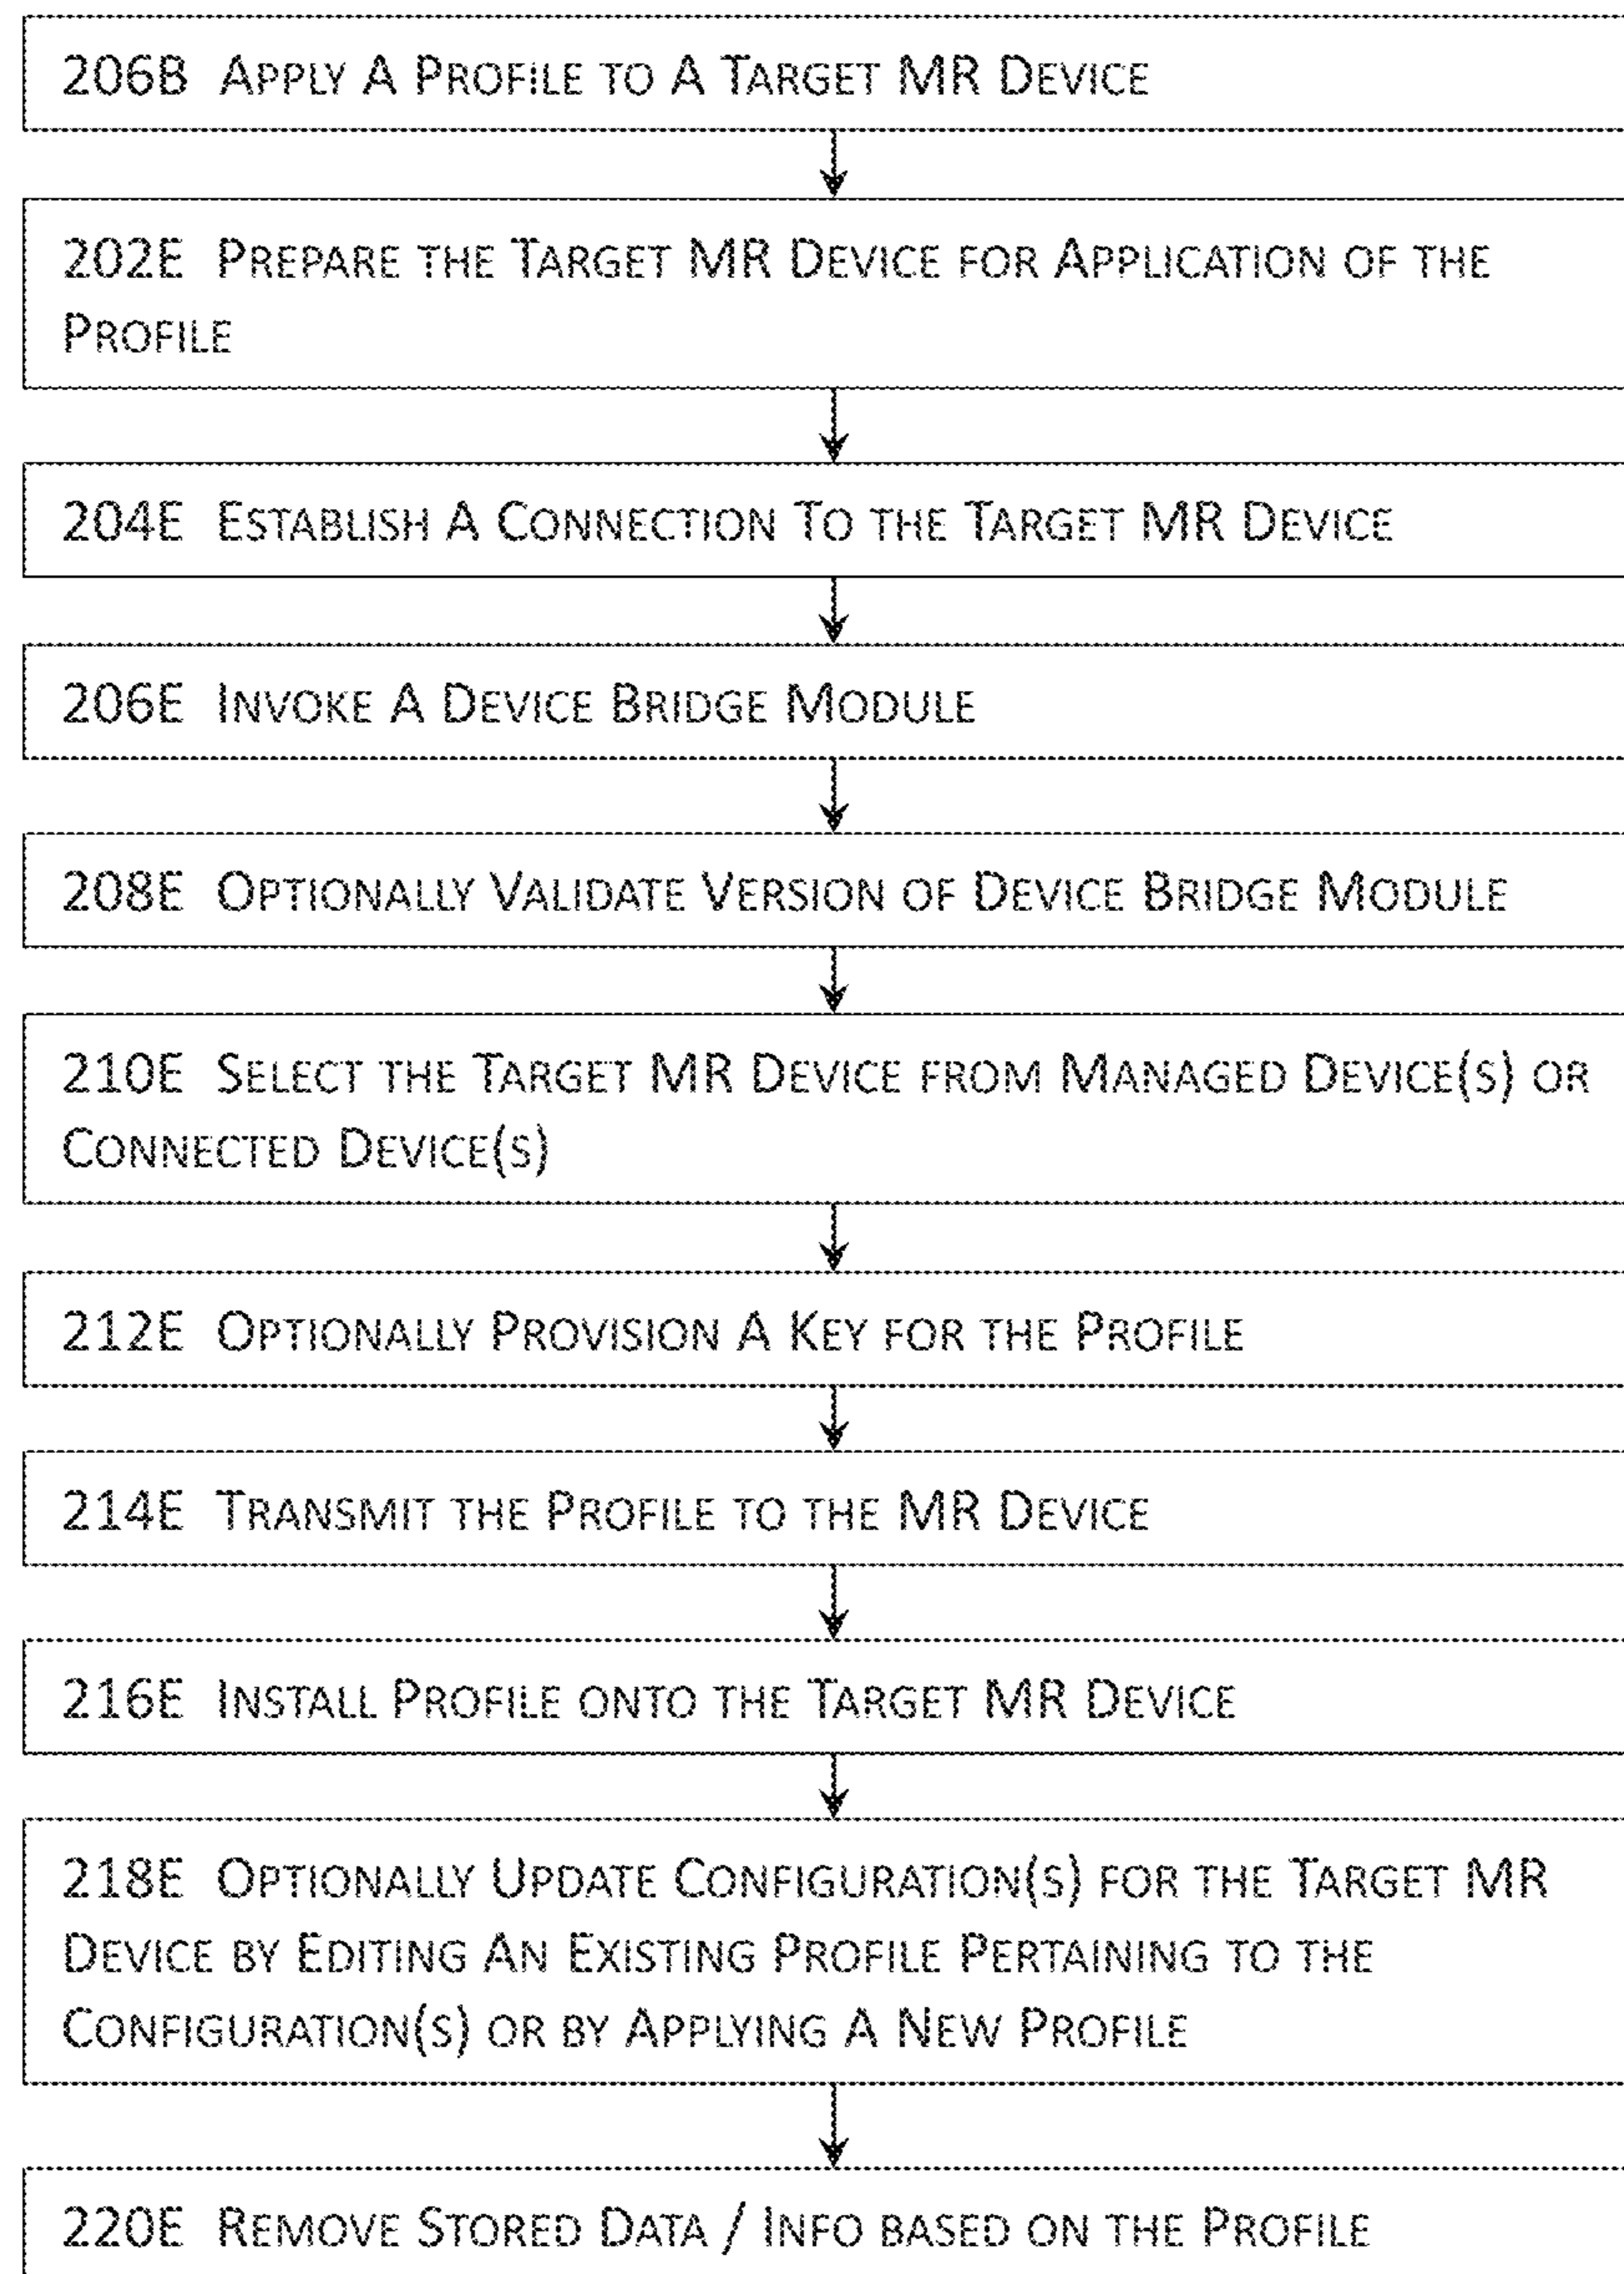 206B APPLY A PROFILE TO A TARGET MR DEVICE
202E PREPARE THE TARGET MR DEVICE FOR APPLICATION OF THE
PROFILE
204E ESTABLISH A CONNECTION TO THE TARGET MR DEVICE
206E INVOKE A DEVICE BRIDGE MODULE
208E OPTIONALLY VALIDATE VERSION OF DEVICE BRIDGE MODULE
210E SELECT THE TARGET MR DEVICE FROM MANAGED DEVICE(S) OR
CONNECTED DEVICE(S)
212E OPTIONALLY PROVISION A KEY FOR THE PROFILE
214E TRANSMIT THE PROFILE TO THE MR DEVICE
216E INSTALL PROFILE ONTO THE TARGET MR DEVICE
218E OPTIONALLY UPDATE CONFIGURATION(S) FOR THE TARGET MR
DEVICE BY EDITING AN EXISTING PROFILE PERTAINING TO THE
CONFIGURATION(S) OR BY APPLYING A NEW PROFILE
220E REMOVE STORED DATA / INFO BASED ON THE PROFILE